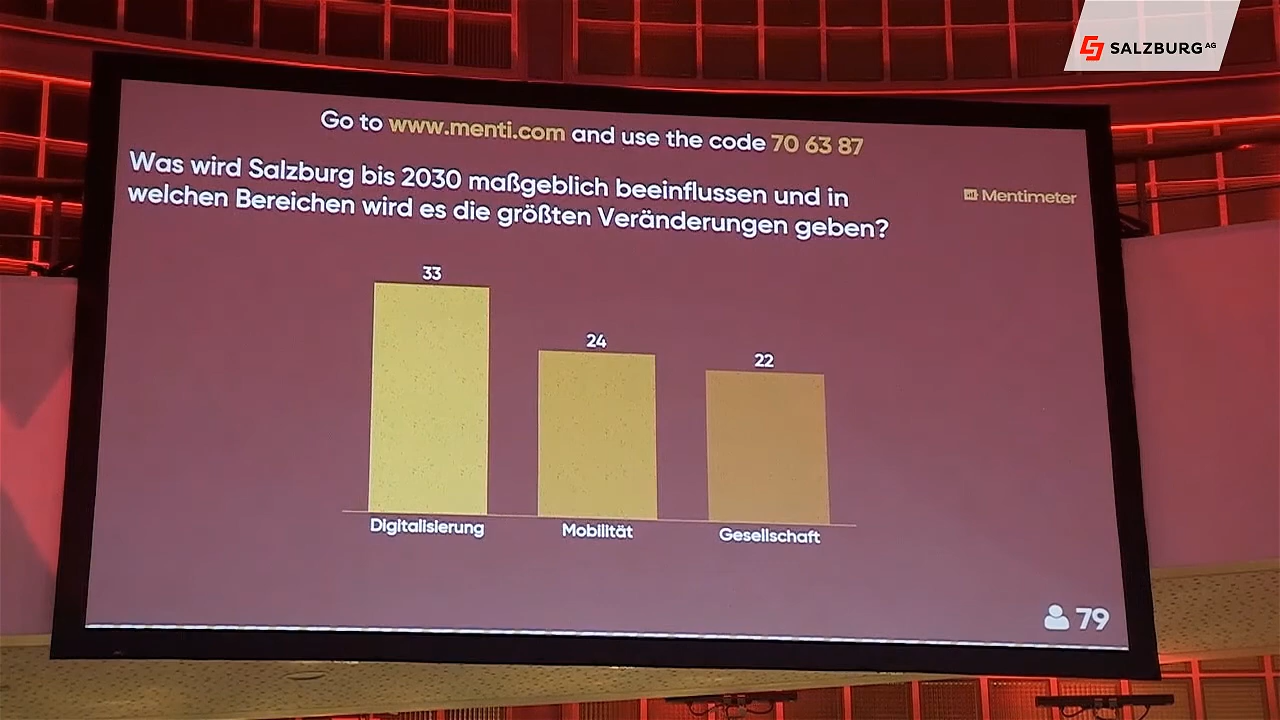 SALZBURG AG
Go to www.menti.com and use the code 70 63 87
Was wird Salzburg bis 2030 maßgeblich beeinflussen und in
welchen Bereichen wird es die größten Veränderungen geben?
Mentimeter
33
24
22
Digitalisierung
Mobilität
Gesellschaft
79